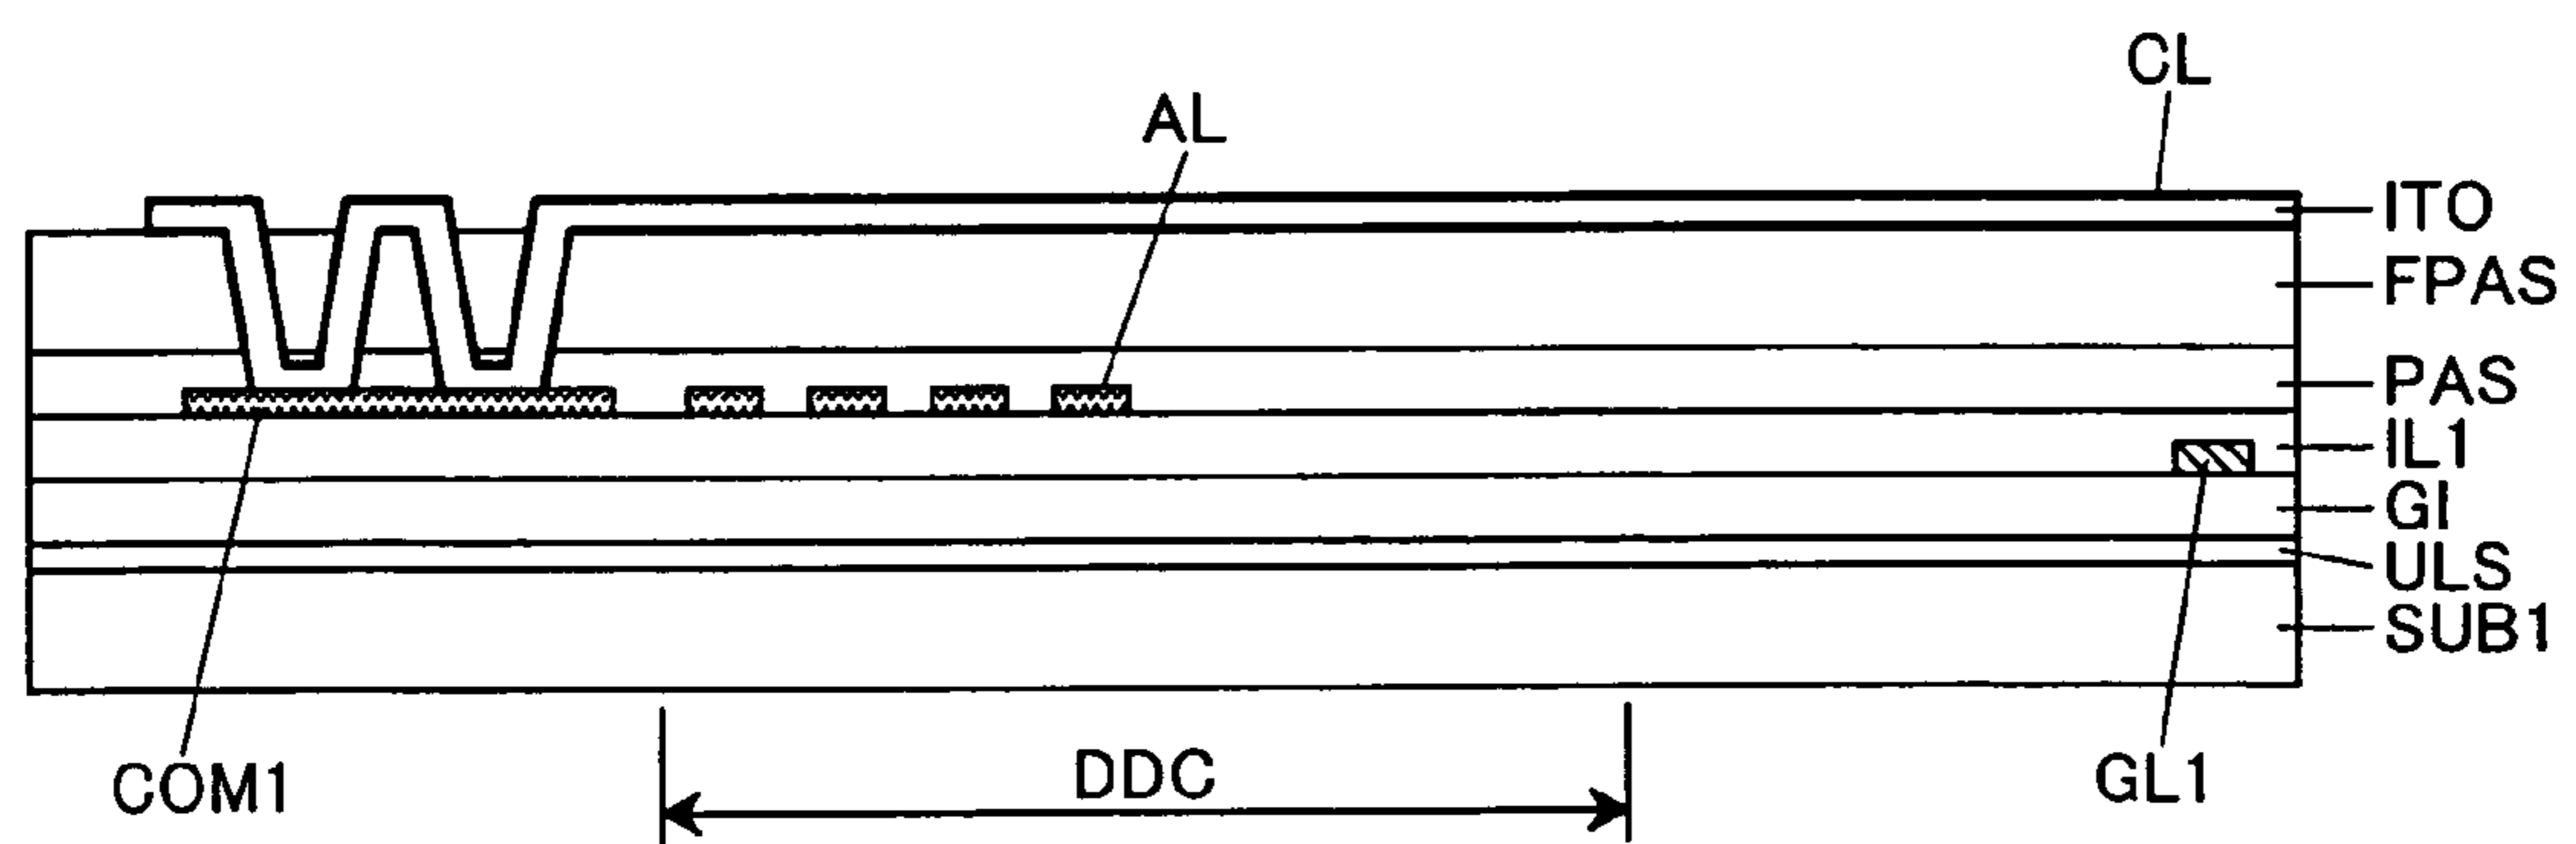 CL
AL
ITO
FPAS
PAS
IL1
GI
ULS
SUB1
COM1
DDC
GL1